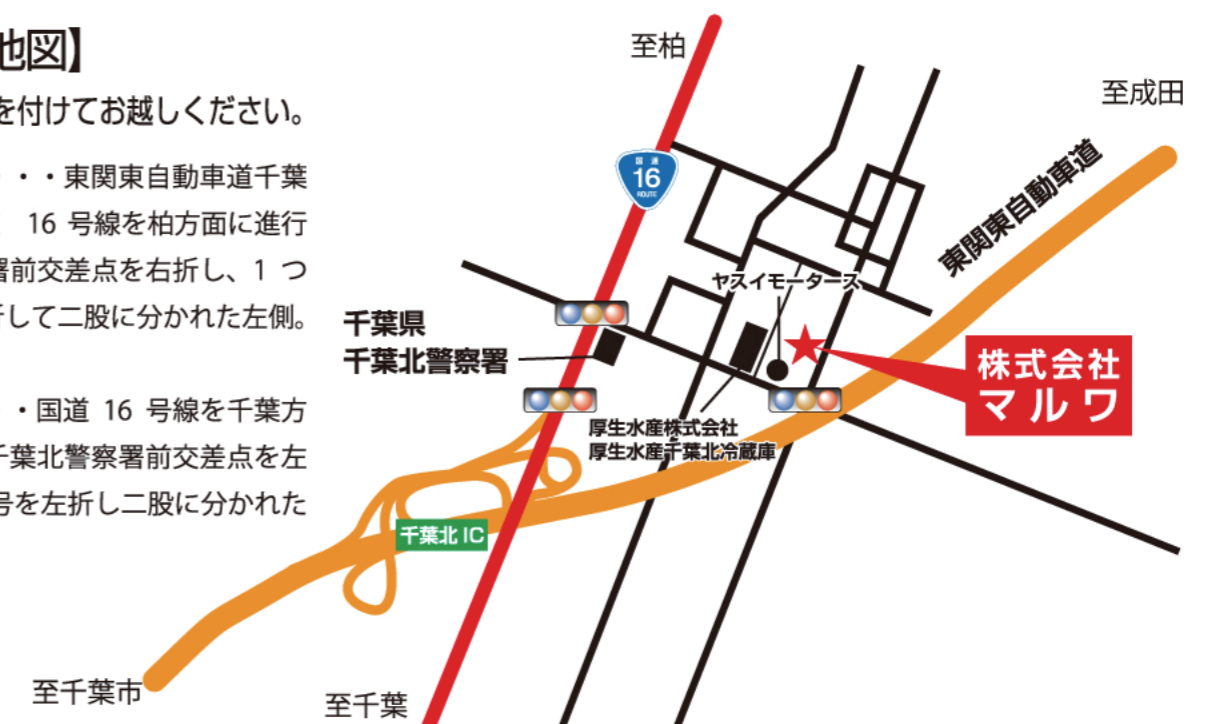 地図】
を付けてお越しください。
・・東関東自動車道千葉
16 号線を柏方面に進行
署前交差点を右折し、1 つ
して二股に分かれた左側。
・国道 16 号線を千葉方
千葉北警察署前交差点を左
号を左折し二股に分かれた
至柏
至成田
国道
16
ROUTE
東関東自動車道
ヤスイモータース
千葉県
千葉北警察署
株式会社
マルワ
厚生水産株式会社
厚生水産千葉北冷蔵庫
千葉北 IC
至千葉市
至千葉